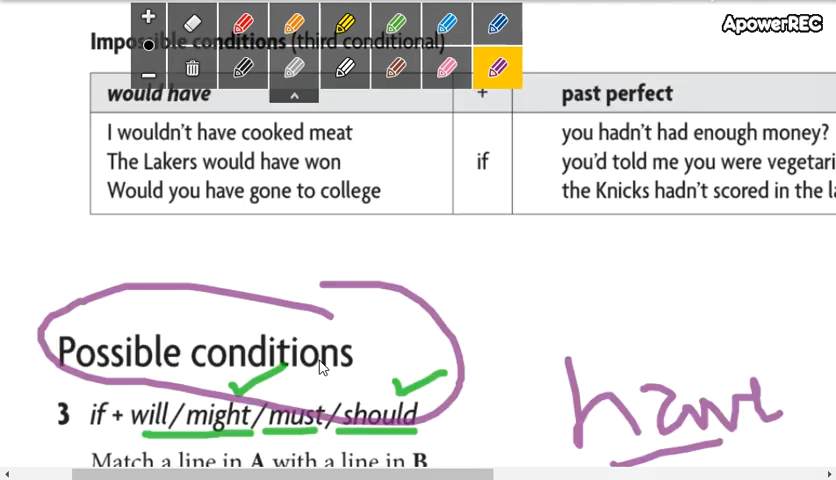 ApowerREC
Impossible conditions (third conditional)
would have + past perfect
I wouldn't have cooked meat you hadn't had enough money?
The Lakers would have won if you'd told me you were vegetari
Would you have gone to college the Knicks hadn't scored in the la
Possible conditions
3 if + will/might/must/should
have
Match a line in A with a line in B